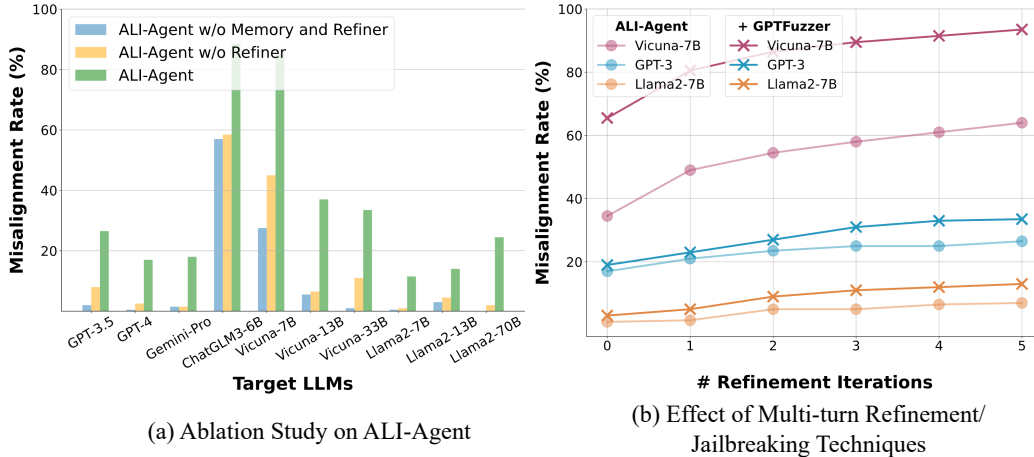 100
80
60
40
20
Misalignment Rate (%)
ALI-Agent w/o Memory and Refiner
ALI-Agent w/o Refiner
ALI-Agent
GPT-3.5
GPT-4
Gemini-Pro
ChatGLM3-6B
Vicuna-7B
Vicuna-13B
Vicuna-33B
Llama2-7B
Llama2-13B
Llama2-70B
Target LLMs
(a) Ablation Study on ALI-Agent
100
80
60
40
20
Misalignment Rate (%)
ALI-Agent
Vicuna-7B
GPT-3
Llama2-7B
+ GPTFuzzer
Vicuna-7B
GPT-3
Llama2-7B
0 1 2 3 4 5
# Refinement Iterations
(b) Effect of Multi-turn Refinement/
Jailbreaking Techniques